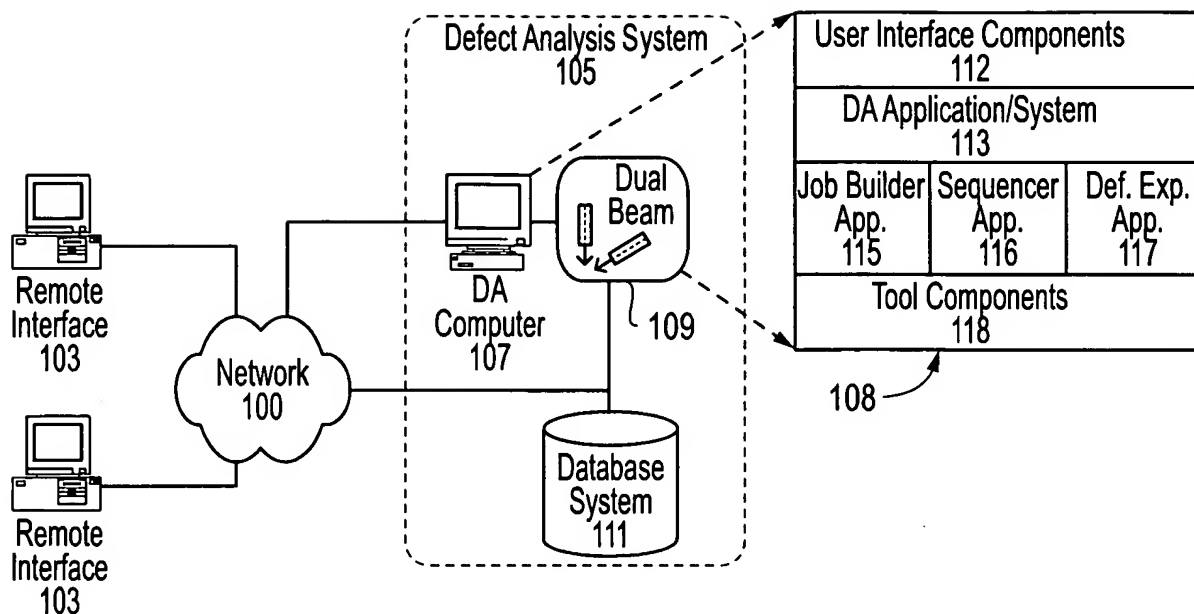 Defect Analysis System
105
User Interface Components
112
DA Application/System
113
Job Builder
App.
115
Sequencer
App.
116
Def. Exp.
App.
117
Tool Components
118
108
Dual
Beam
109
DA
Computer
107
Remote
Interface
103
Network
100
Database
System
111
Remote
Interface
103